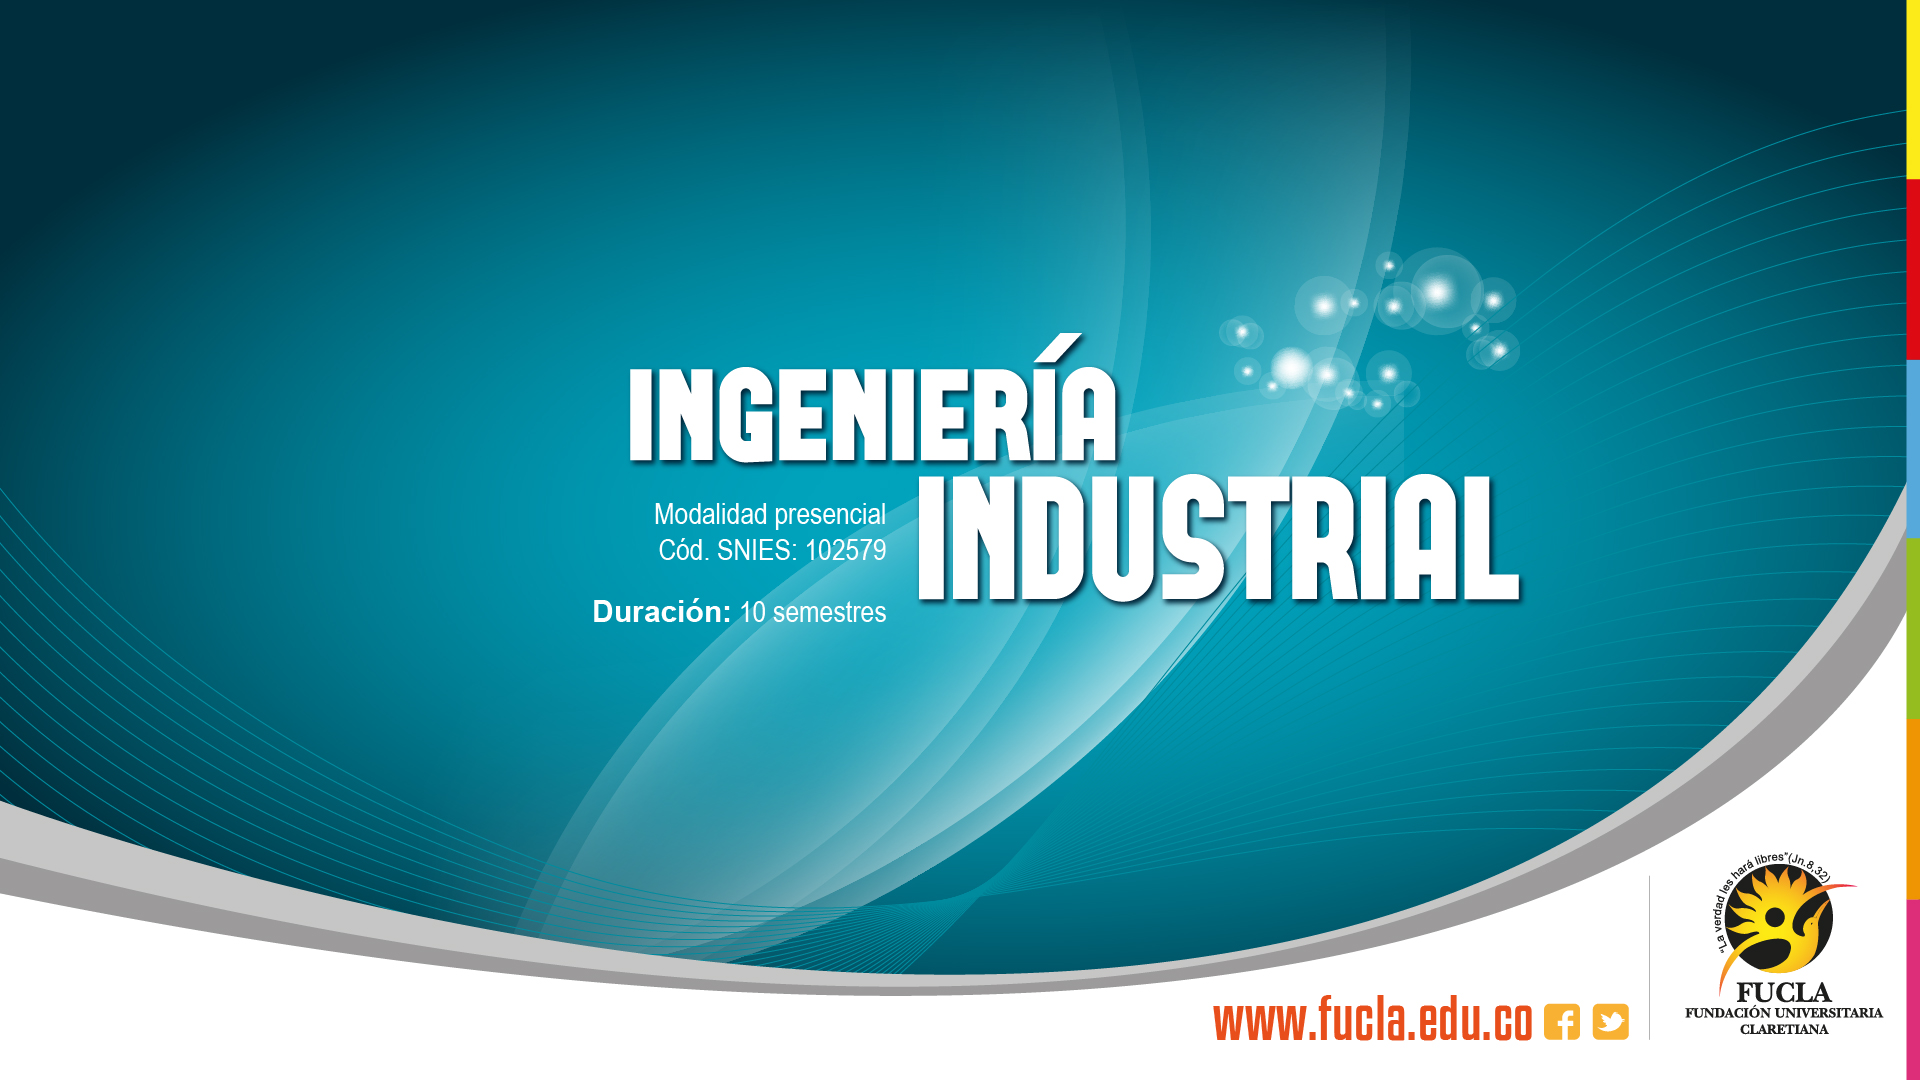 INGENIERÍA
INDUSTRIAL
Modalidad presencial
Cód. SNIES: 102579
Duración: 10 semestres
www.fucla.edu.co
"La verdad les hará libres"(Jn.8,32)
FUCLA
FUNDACIÓN UNIVERSITARIA
CLARETIANA